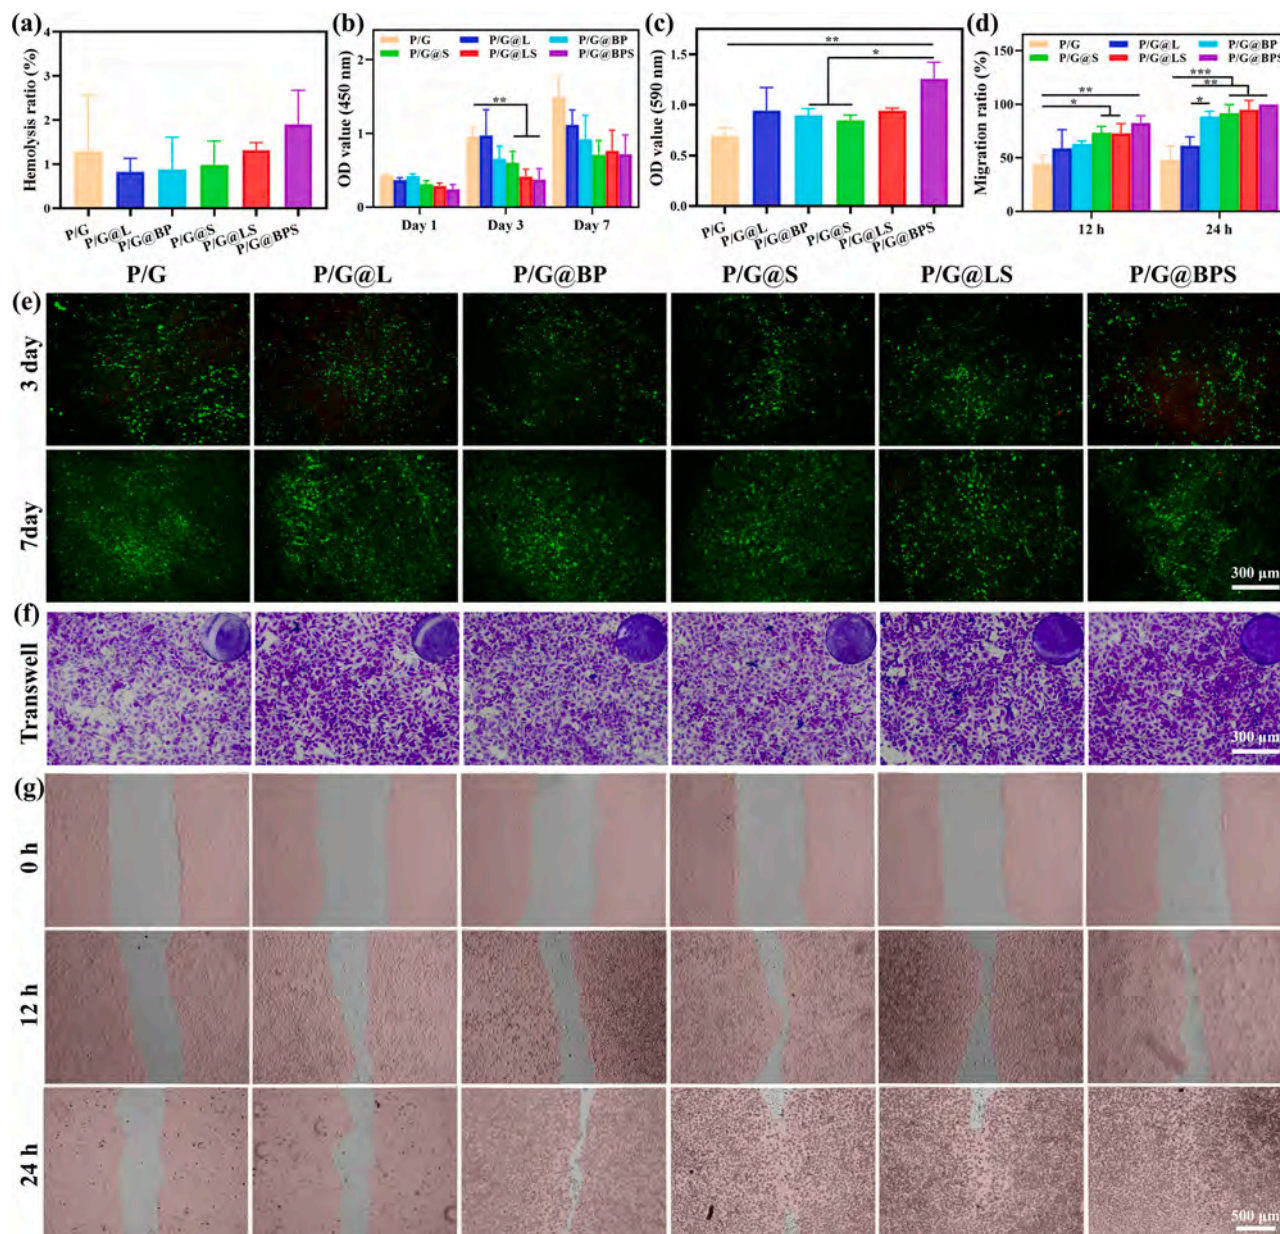 (a)
Hemolysis ratio (%)
4
3
2
1
0
P/G
P/G@L
P/G@BP
P/G@S
P/G@LS
P/G@BPS
(b)
OD value (450 nm)
2
1
0
P/G P/G@L P/G@BP
P/G@S P/G@LS P/G@BPS
**
Day 1 Day 3 Day 7
(c)
OD value (590 nm)
1.5
1.0
0.5
0.0
**
*
P/G
P/G@L
P/G@BP
P/G@S
P/G@LS
P/G@BPS
(d)
Migration ratio (%)
100
50
0
P/G P/G@L P/G@BP
P/G@S P/G@LS P/G@BPS
**
*
***
**
*
12 h 24 h
P/G P/G@L P/G@BP P/G@S P/G@LS P/G@BPS
(e)
3 day
7day
300 μm
(f)
Transwell
300 μm
(g)
0 h
12 h
24 h
500 μm